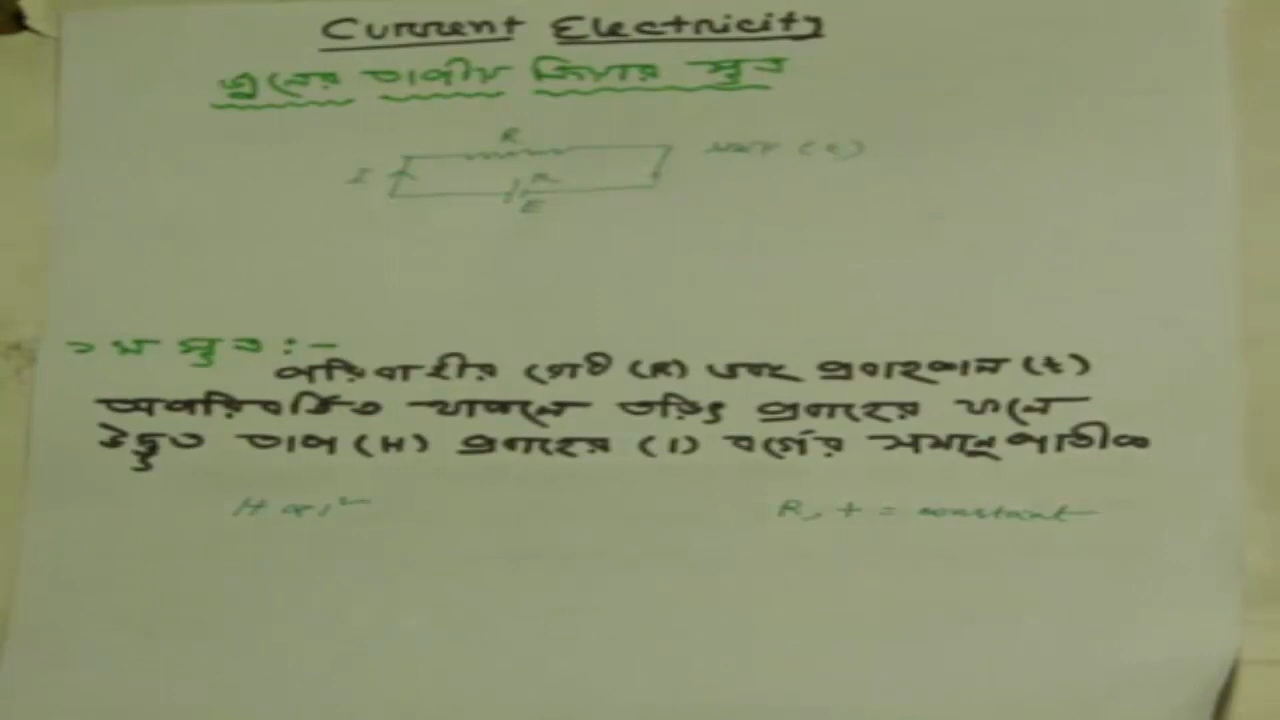 Current Electricity
জুলের তাপীয় ক্রিয়ার সূত্র
R
I
সময় (t)
E
১ম সূত্র :-
পরিবাহীর রোধ (R) এবং প্রবাহকাল (t)
অপরিবর্তিত থাকলে তড়িৎ প্রবাহের ফলে
উদ্ভূত তাপ (H) প্রবাহের (I) বর্গের সমানুপাতিক
H ∝ I²
R, t = constant